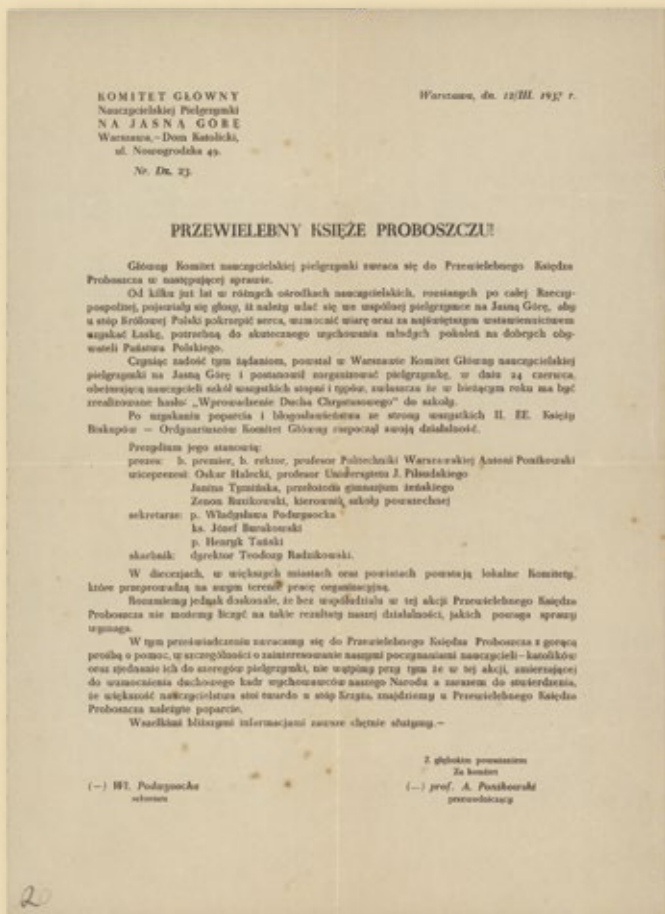 KOMITET GŁÓWNY
Nauczycielskiej Pielgrzymki
NA JASNĄ GÓRĘ
Warszawa,–Dom Katolicki,
ul. Nowogrodzka 49.
Nr. Dz. 23.
Warszawa, dn. 12/III. 1937 r.
PRZEWIELEBNY KSIĘŻE PROBOSZCZU!
Główny Komitet nauczycielskiej pielgrzymki zwraca się do Przewielebnego Księdza
Proboszcza w następującej sprawie.
Od kilku już lat w różnych ośrodkach nauczycielskich, rozsianych po całej Rzeczy-
pospolitej, pojawiały się głosy, iż należy udać się we wspólnej pielgrzymce na Jasną Górę, aby
u stóp Królowej Polski pokrzepić serca, wzmocnić wiarę oraz za najświętszym wstawiennictwem
uzyskać Łaskę, potrzebną do skutecznego wychowania młodych pokoleń na dobrych oby-
wateli Państwa Polskiego.
Czyniąc zadość tym żądaniom, powstał w Warszawie Komitet Główny nauczycielskiej
pielgrzymki na Jasną Górę i postanowił zorganizować pielgrzymkę, w dniu 24 czerwca,
obejmującą nauczycieli szkół wszystkich stopni i typów, zwłaszcza że w bieżącym roku ma być
zrealizowane hasło: „Wprowadzenie Ducha Chrystusowego" do szkoły.
Po uzyskaniu poparcia i błogosławieństwa ze strony wszystkich II. EE. Księży
Biskupów — Ordynariuszów Komitet Główny rozpoczął swoją działalność.
Prezydium jego stanowią:
prezes: b. premier, b. rektor, profesor Politechniki Warszawskiej Antoni Ponikowski
wiceprezesi: Oskar Halecki, profesor Uniwersytetu J. Piłsudskiego
Janina Tymińska, przełożona gimnazjum żeńskiego
Zenon kierownik szkoły powszechnej
sekretarze: p. Władysława Podwysocka
ks. Józef
p. Henryk
skarbnik: dyrektor Teodozy Radzikowski.
W diecezjach, w większych miastach oraz powiatach powstają lokalne Komitety,
które przeprowadzą na swym terenie pracę organizacyjną.
Rozumiemy jednak doskonale, że bez współudziału w tej akcji Przewielebnego Księdza
Proboszcza nie możemy liczyć na takie rezultaty naszej działalności, jakich powaga sprawy
wymaga.
W tym przeświadczeniu zwracamy się do Przewielebnego Księdza Proboszcza z gorącą
prośbą o pomoc, w szczególności o zainteresowanie naszymi poczynaniami nauczycieli–katolików
oraz zjednanie ich do szeregów pielgrzymki, nie wątpimy przy tym że w tej akcji, zmierzającej
do wzmocnienia duchowego kadr wychowawców naszego Narodu a zarazem do stwierdzenia,
że większość nauczycielstwa stoi twardo u stóp Krzyża, znajdziemy u Przewielebnego Księdza
Proboszcza należyte poparcie.
Wszelkimi bliższymi informacjami zawsze chętnie służymy.–
Z głębokim poważaniem
Za komitet
(—) Wł. Podwysocka
sekretarz
(—) prof. A. Ponikowski
przewodniczący
20